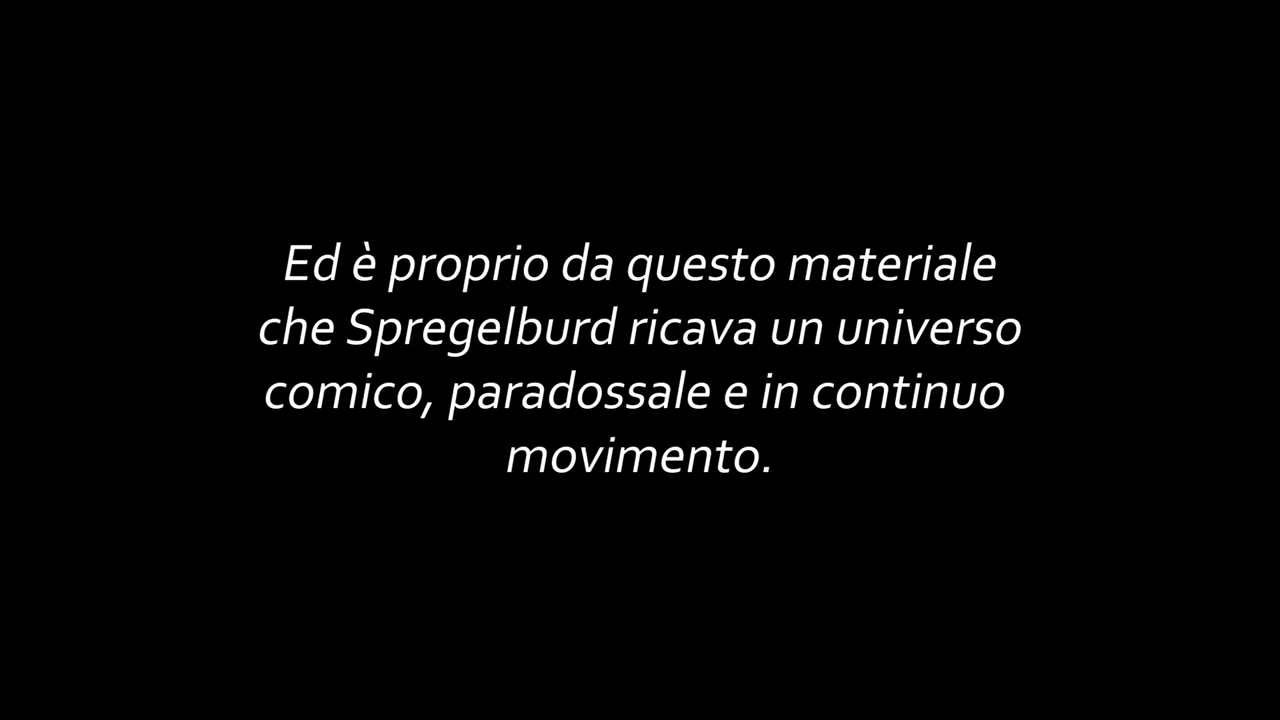 Ed è proprio da questo materiale
che Spregelburd ricava un universo
comico, paradossale e in continuo
movimento.